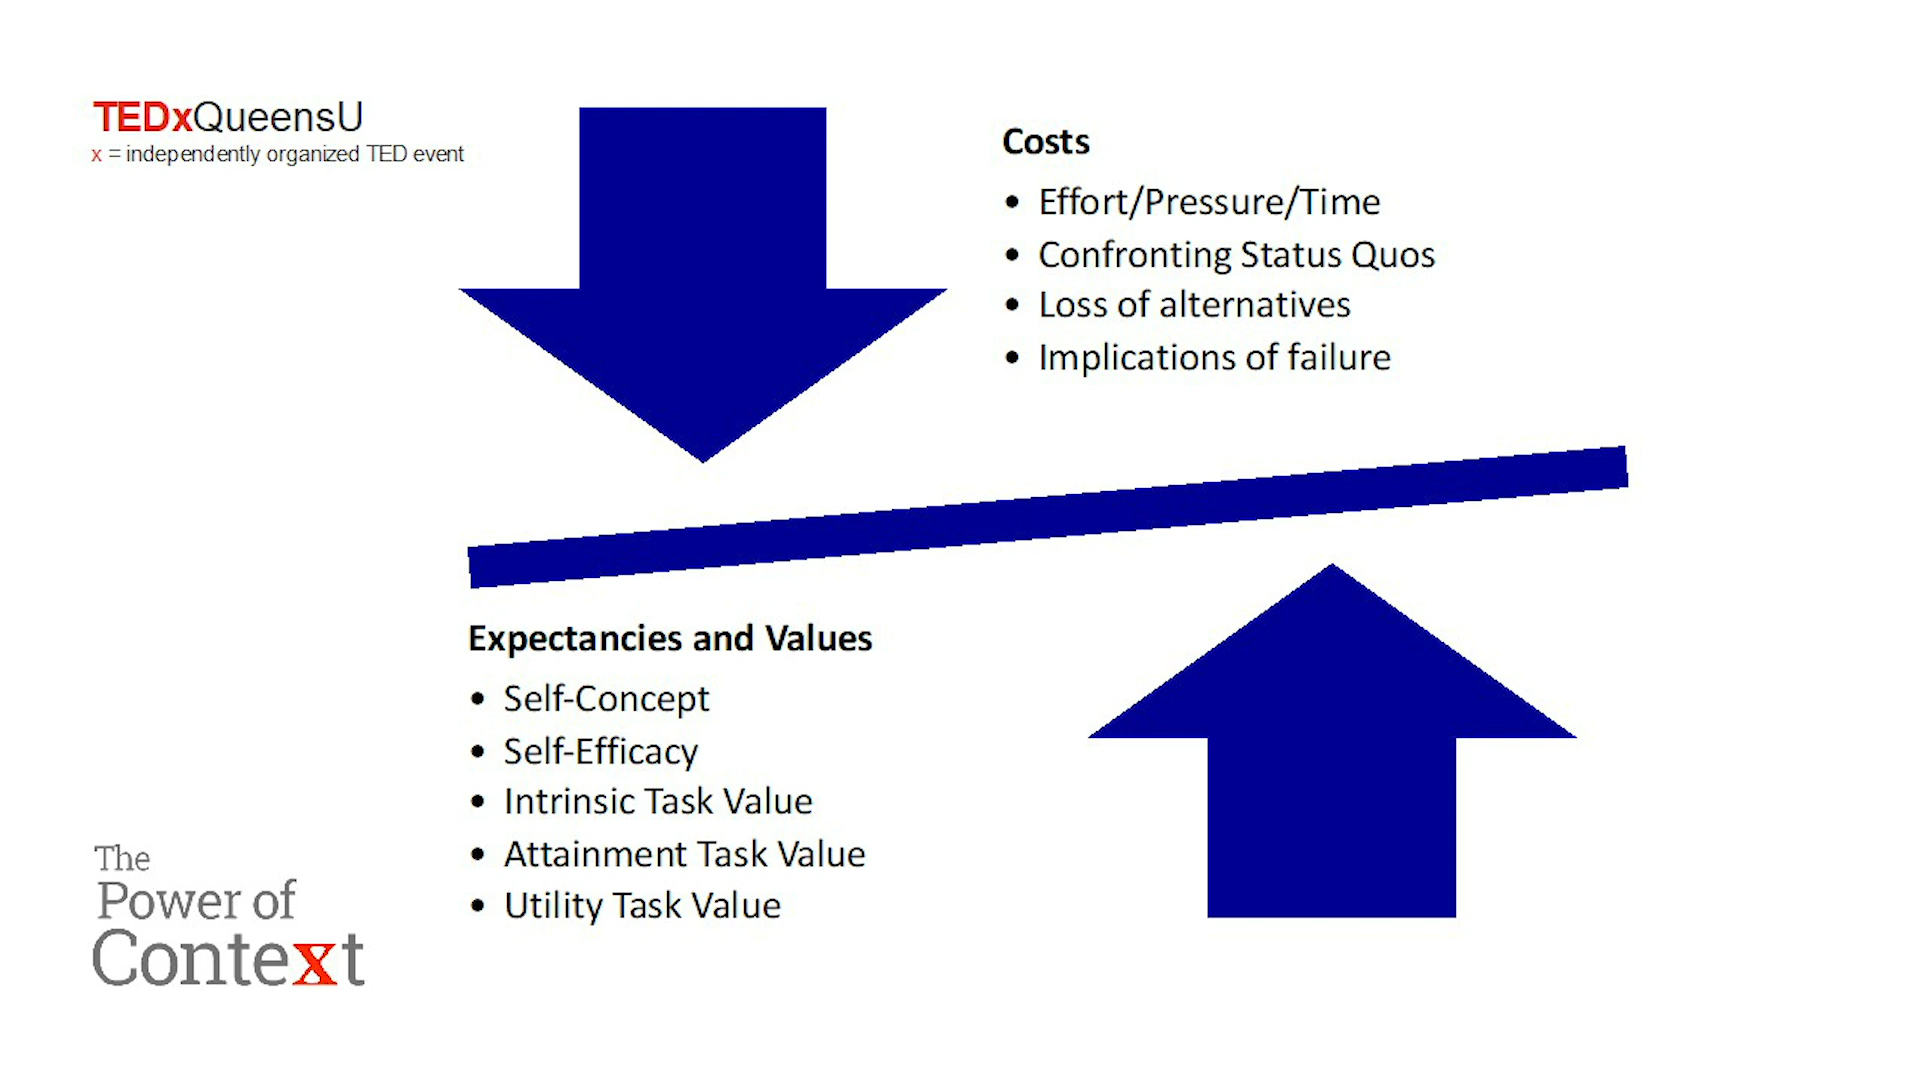 TEDxQueensU
x = independently organized TED event
Costs
• Effort/Pressure/Time
• Confronting Status Quos
• Loss of alternatives
• Implications of failure
Expectancies and Values
• Self-Concept
• Self-Efficacy
• Intrinsic Task Value
• Attainment Task Value
• Utility Task Value
The
Power of
Context